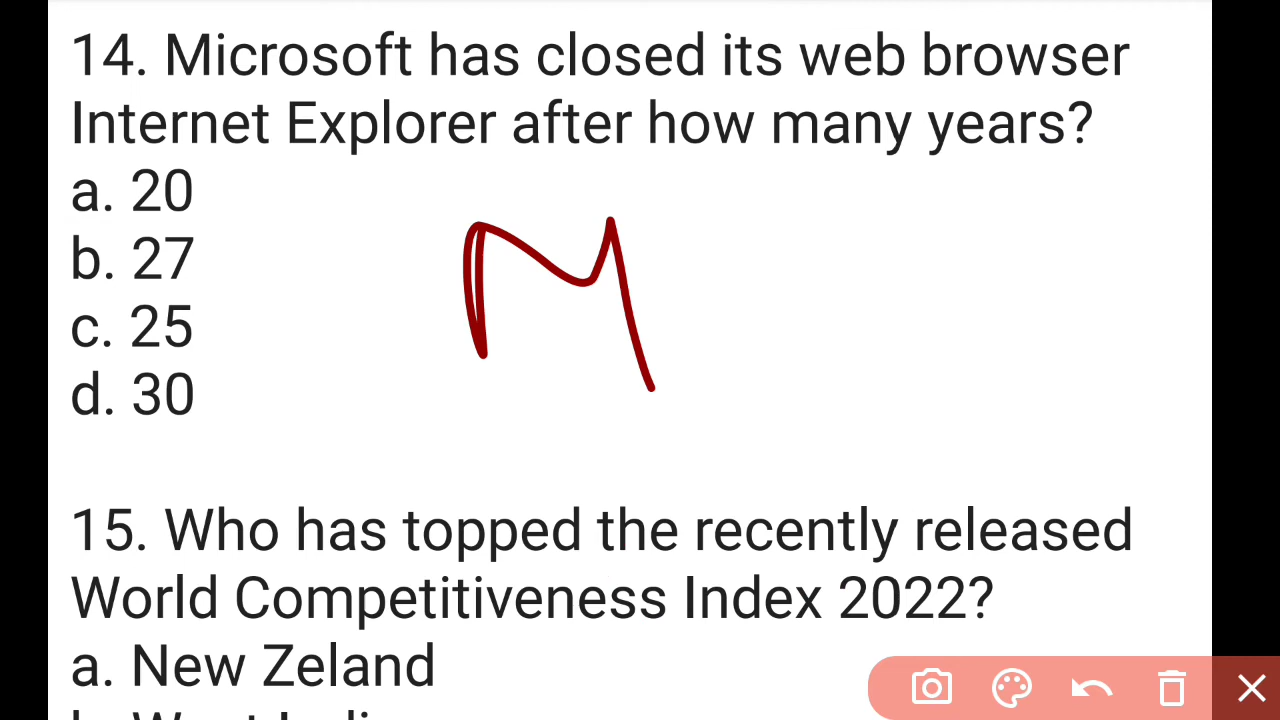 14. Microsoft has closed its web browser
Internet Explorer after how many years?
a. 20
b. 27
c. 25
d. 30
M
15. Who has topped the recently released
World Competitiveness Index 2022?
a. New Zeland